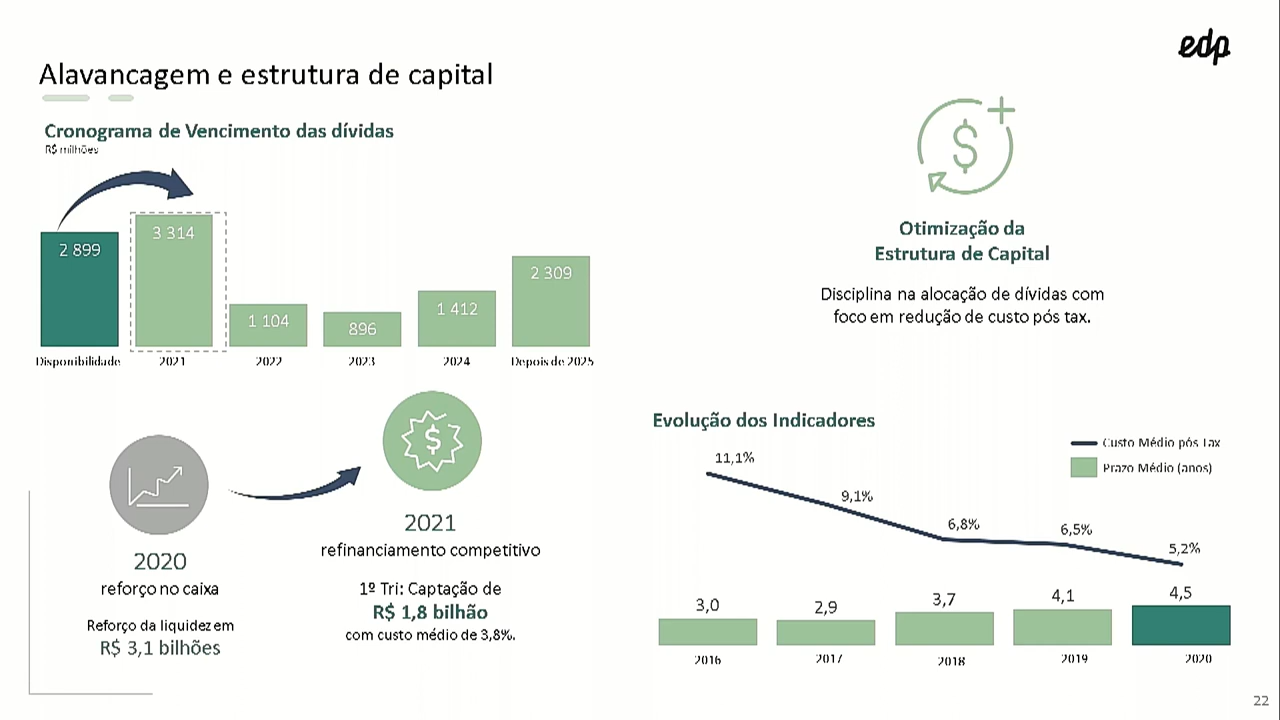 edp
Alavancagem e estrutura de capital
Cronograma de Vencimento das dívidas
R$ milhões
2 899
3 314
1 104
896
1 412
2 309
Disponibilidade
2021
2022
2023
2024
Depois de 2025
2020
reforço no caixa
Reforço da liquidez em
R$ 3,1 bilhões
$
2021
refinanciamento competitivo
1º Tri: Captação de
R$ 1,8 bilhão
com custo médio de 3,8%.
$
Otimização da
Estrutura de Capital
Disciplina na alocação de dívidas com
foco em redução de custo pós tax.
Evolução dos Indicadores
Custo Médio pós Tax
Prazo Médio (anos)
11,1%
9,1%
6,8%
6,5%
5,2%
3,0
2,9
3,7
4,1
4,5
2016
2017
2018
2019
2020
22